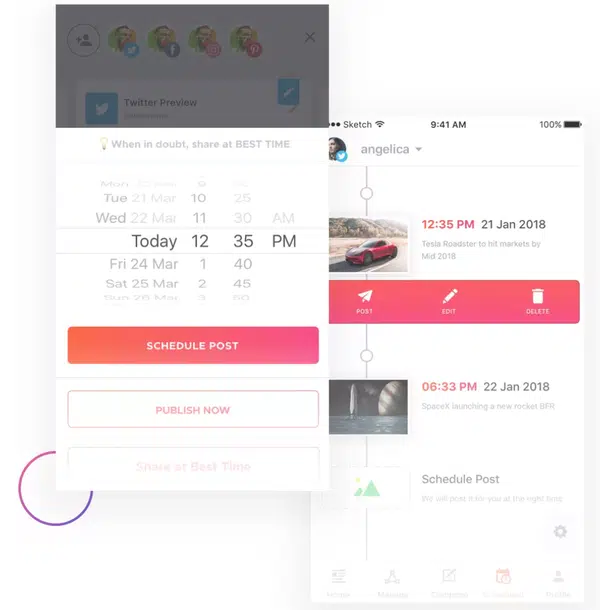 Twitter Preview
When in doubt, share at BEST TIME
Mon 20 Mar 9 20
Tue 21 Mar 10 25
Wed 22 Mar 11 30 AM
Today 12 35 PM
Fri 24 Mar 1 40
Sat 25 Mar 2 45
Sun 26 Mar 3 50
SCHEDULE POST
PUBLISH NOW
Share at Best Time
Sketch 9:41 AM 100%
angelica
12:35 PM 21 Jan 2018
Tesla Roadster to hit markets by
Mid 2018
POST EDIT DELETE
06:33 PM 22 Jan 2018
SpaceX launching a new rocket BFR
Schedule Post
We will post it for you at the right time
Home Message Compose Scheduled Profile